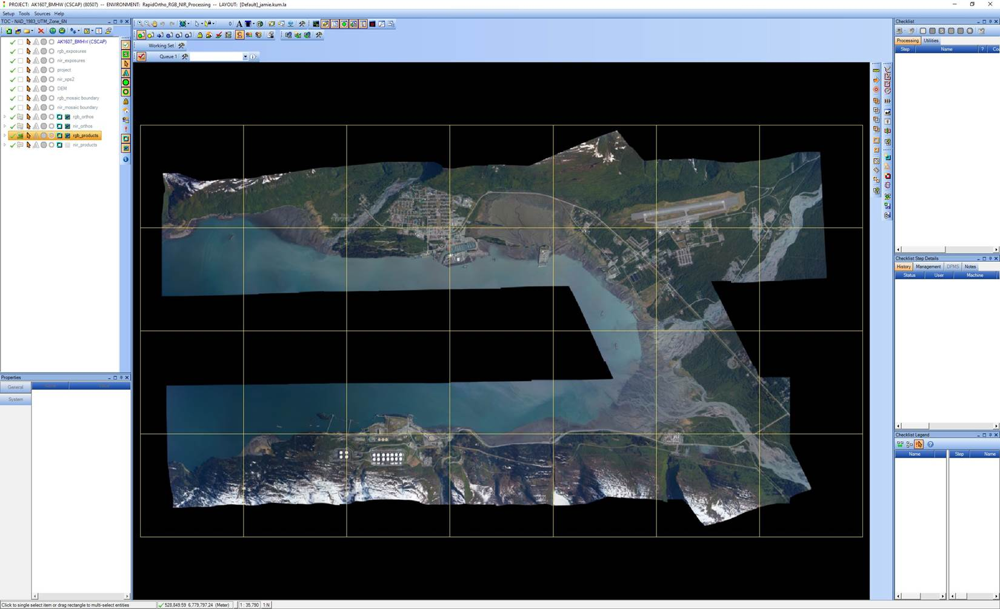 PROJECT: AK1607_BMHW (CSCAP) (80507) -- ENVIRONMENT: RapidOrtho_RGB_NIR_Processing -- LAYOUT: [Default]_jamie.kum.la
Setup Tools Sources Help
TOC - NAD_1983_UTM_Zone_6N
AK1607_BMHW (CSCAP)
rgb_exposures
nir_exposures
project
nir_xps2
DEM
rgb_mosaic boundary
nir_mosaic boundary
rgb_orthos
nir_orthos
rgb_products
nir_products
Properties
General
System
0
Working Set
Queue 1
Checklist
Processing Utilities
Step Name ?
Checklist Step Details
History Management DPMS Notes
Status User Machine
Checklist Legend
Name Step Name
Click to single select item or drag rectangle to multi-select entities
528,849.59 6,779,797.24 (Meter) 1 : 35,790 1:N